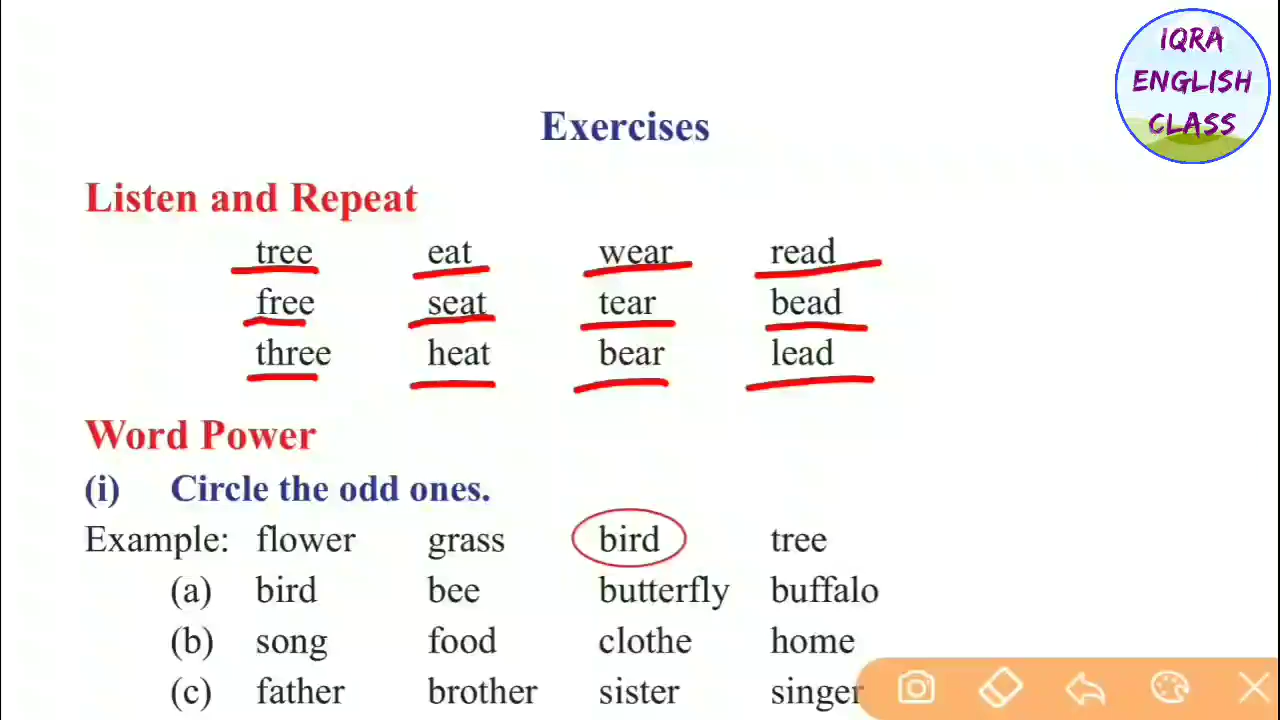 IQRA
ENGLISH
CLASS
Exercises
Listen and Repeat
tree eat wear read
free seat tear bead
three heat bear lead
Word Power
(i) Circle the odd ones.
Example: flower grass bird tree
(a) bird bee butterfly buffalo
(b) song food clothe home
(c) father brother sister singer